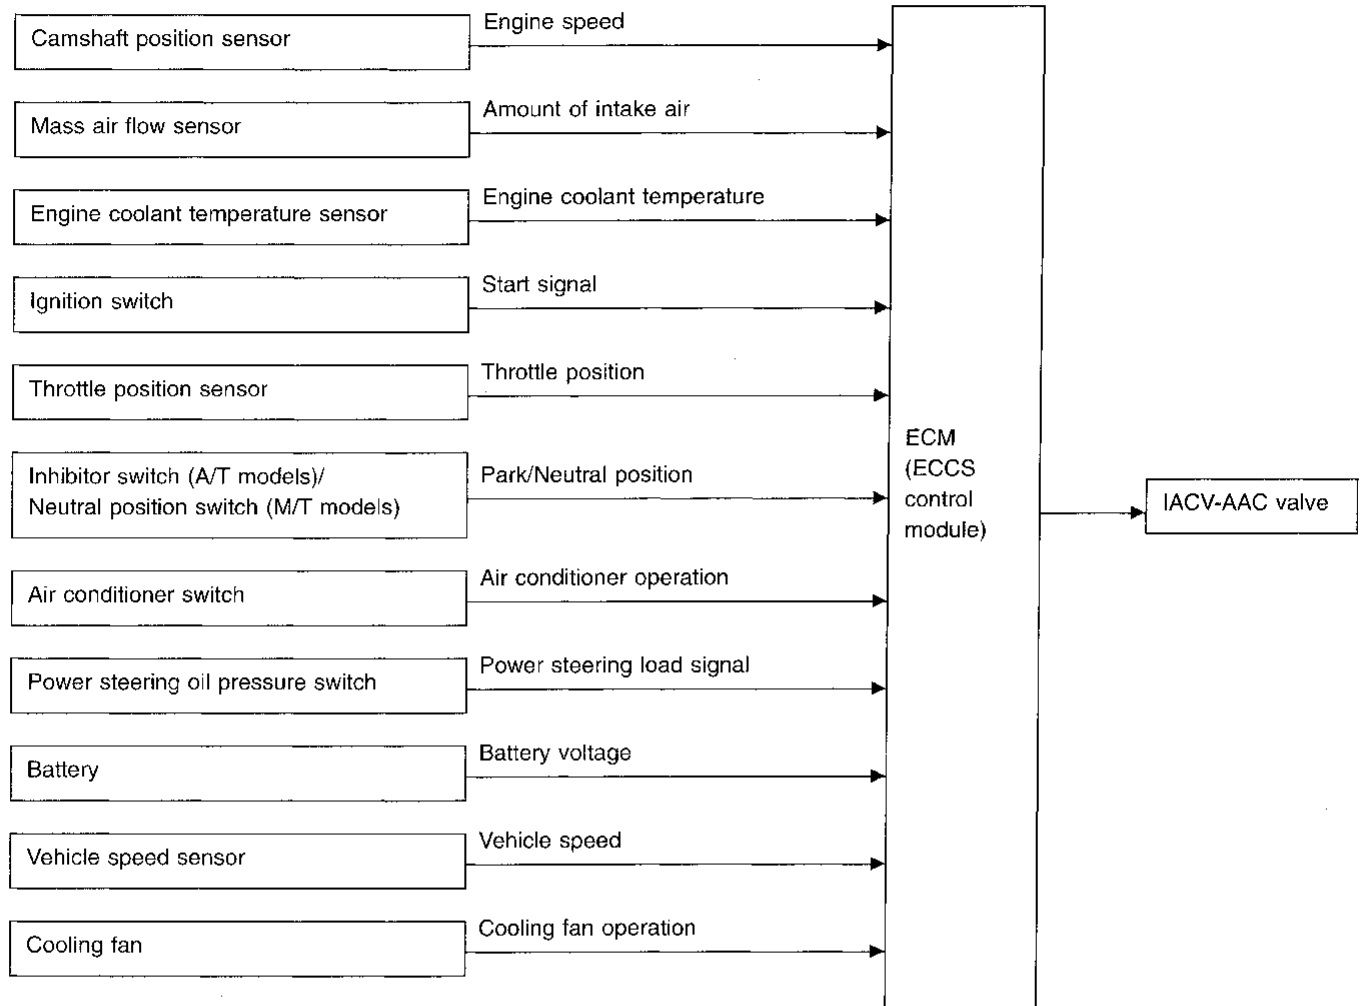 Camshaft position sensor
Engine speed
Mass air flow sensor
Amount of intake air
Engine coolant temperature sensor
Engine coolant temperature
Ignition switch
Start signal
Throttle position sensor
Throttle position
Inhibitor switch (A/T models)/
Neutral position switch (M/T models)
Park/Neutral position
Air conditioner switch
Air conditioner operation
Power steering oil pressure switch
Power steering load signal
Battery
Battery voltage
Vehicle speed sensor
Vehicle speed
Cooling fan
Cooling fan operation
ECM
(ECCS
control
module)
IACV-AAC valve